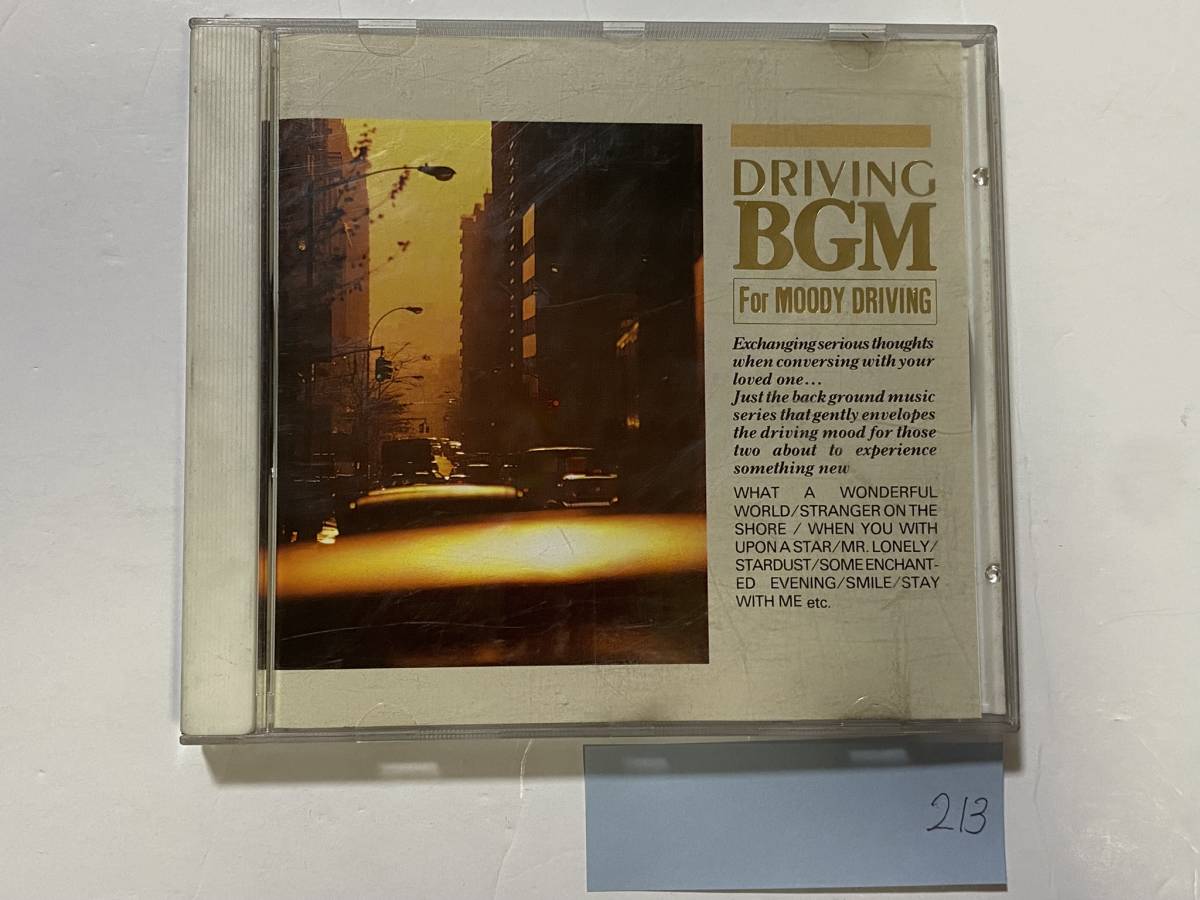 DRIVING
BGM
For MOODY DRIVING
Exchanging serious thoughts
when conversing with your
loved one...
Just the back ground music
series that gently envelopes
the driving mood for those
two about to experience
something new
WHAT A WONDERFUL
WORLD/STRANGER ON THE
SHORE / WHEN YOU WITH
UPON A STAR/MR. LONELY/
STARDUST/SOME ENCHANT-
ED EVENING/SMILE/STAY
WITH ME etc.
213